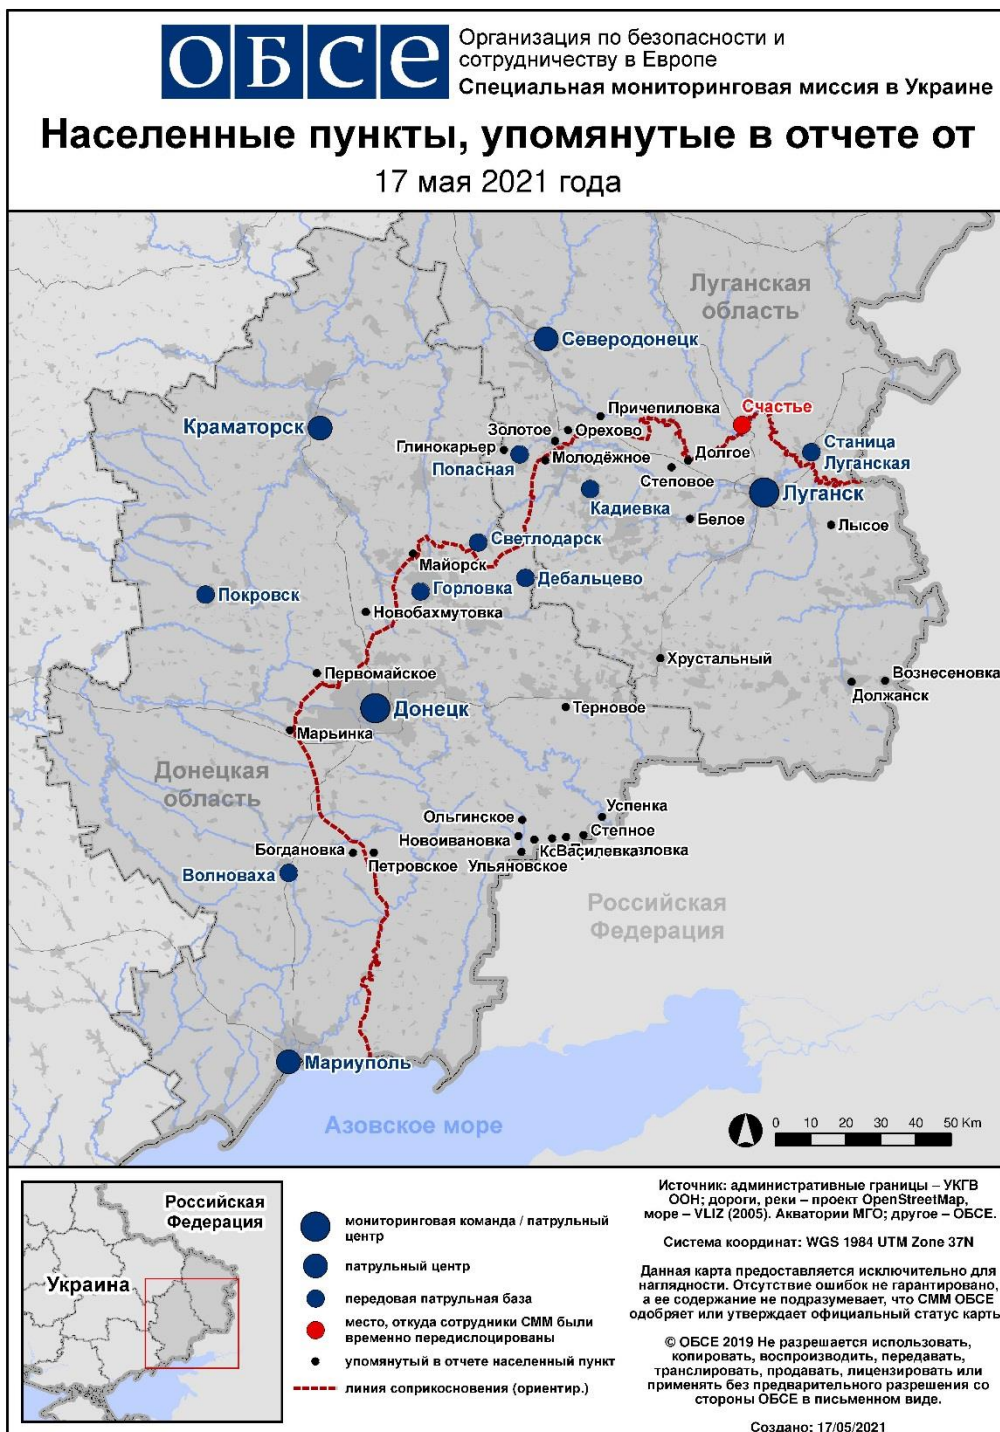 ОБСЕ
Организация по безопасности и
сотрудничеству в Европе
Специальная мониторинговая миссия в Украине
Населенные пункты, упомянутые в отчете от
17 мая 2021 года
Луганская
область
Северодонецк
Причепиловка
Счастье
Краматорск
Золотое
Орехово
Глинокарьер
Попасная
Молодёжное
Долгое
Станица
Луганская
Степовое
Луганск
Кадиевка
Белое
Лысое
Светлодарск
Майорск
Дебальцево
Покровск
Горловка
Новобахмутовка
Хрустальный
Первомайское
Вознесеновка
Должанск
Донецк
Терновое
Марьинка
Донецкая
область
Успенка
Ольгинское
Степное
Новоивановка
Василевка
Богдановка
Петровское
Ульяновское
Волноваха
Российская
Федерация
Мариуполь
Азовское море
0 10 20 30 40 50 Km
Российская
Федерация
Украина
мониторинговая команда / патрульный
центр
патрульный центр
передовая патрульная база
место, откуда сотрудники СММ были
временно передислоцированы
упомянутый в отчете населенный пункт
линия соприкосновения (ориентир.)
Источник: административные границы – УКГВ
ООН; дороги, реки – проект OpenStreetMap,
море – VLIZ (2005). Акватории МГО; другое – ОБСЕ.
Система координат: WGS 1984 UTM Zone 37N
Данная карта предоставляется исключительно для
наглядности. Отсутствие ошибок не гарантировано,
а ее содержание не подразумевает, что СММ ОБСЕ
одобряет или утверждает официальный статус карты
© ОБСЕ 2019 Не разрешается использовать,
копировать, воспроизводить, передавать,
транслировать, продавать, лицензировать или
применять без предварительного разрешения со
стороны ОБСЕ в письменном виде.
Создано: 17/05/2021